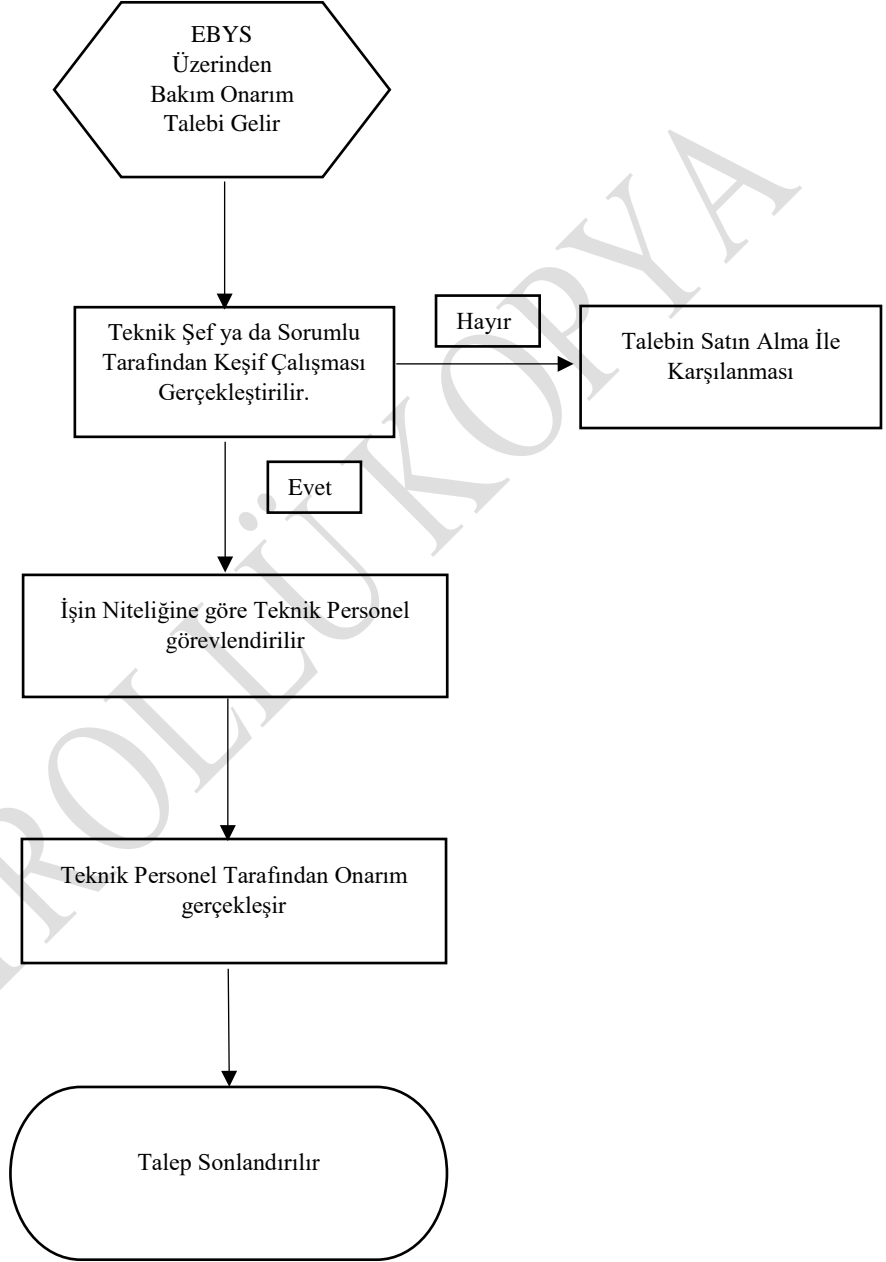 EBYS
Üzerinden
Bakım Onarım
Talebi Gelir
Teknik Şef ya da Sorumlu
Tarafından Keşif Çalışması
Gerçekleştirilir.
Hayır
Talebin Satın Alma İle
Karşılanması
Evet
İşin Niteliğine göre Teknik Personel
görevlendirilir
Teknik Personel Tarafından Onarım
gerçekleşir
Talep Sonlandırılır
ROLLÜ KOPYA